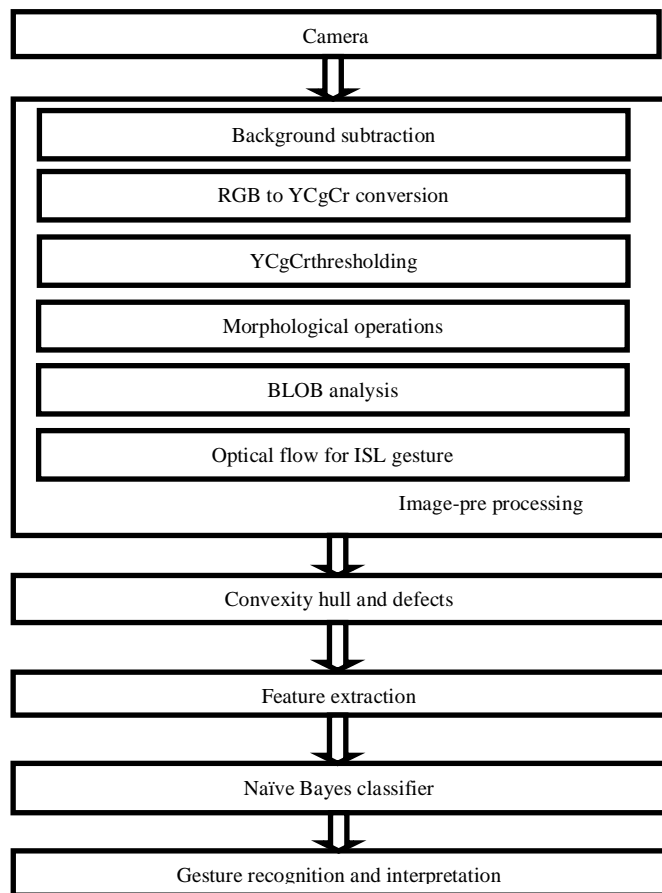 Camera
Background subtraction
RGB to YCgCr conversion
YCgCrthresholding
Morphological operations
BLOB analysis
Optical flow for ISL gesture
Image-pre processing
Convexity hull and defects
Feature extraction
Naïve Bayes classifier
Gesture recognition and interpretation